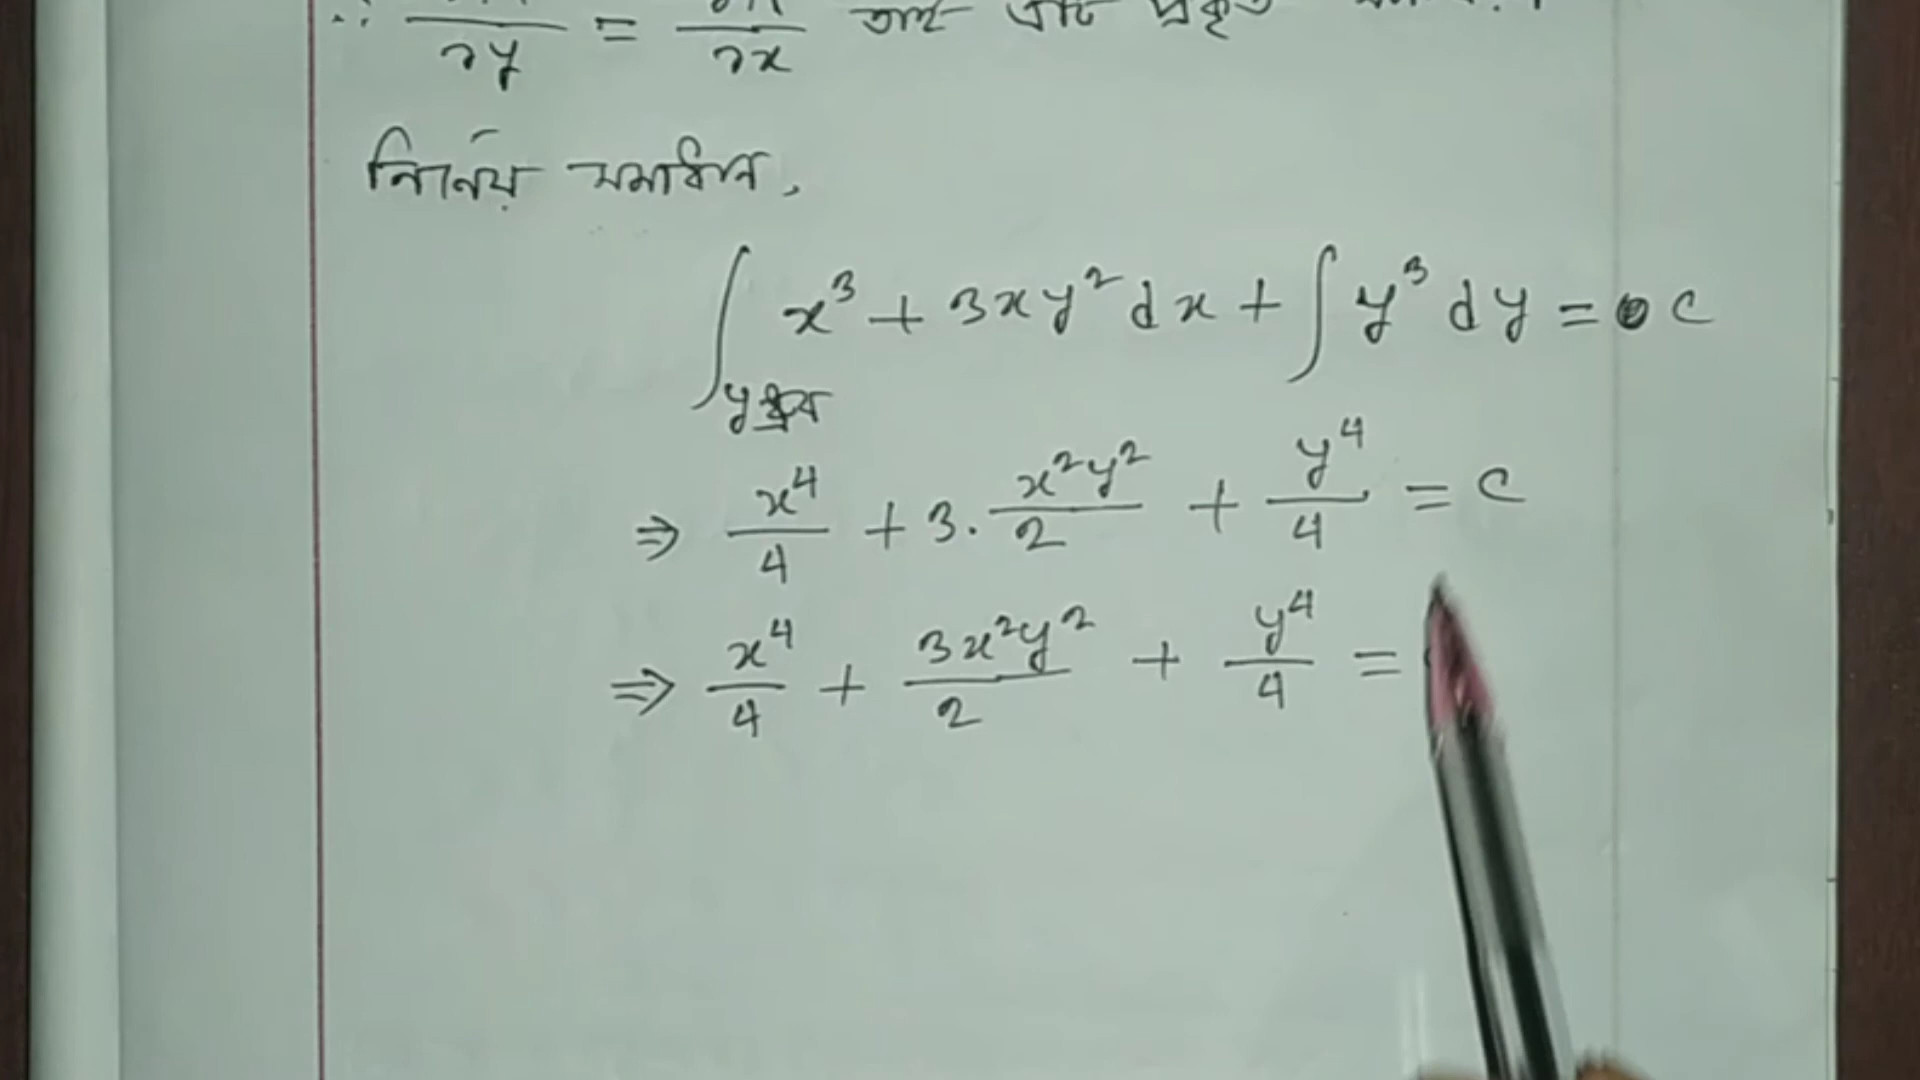 ∴ ∂M/∂y = ∂N/∂x তাই এটি প্রকৃত
নির্ণেয় সমাধান,
∫ x³ + 3xy² dx + ∫ y³ dy = c
y ধ্রুব
⇒ x⁴/4 + 3. x²y²/2 + y⁴/4 = c
⇒ x⁴/4 + 3x²y²/2 + y⁴/4 =